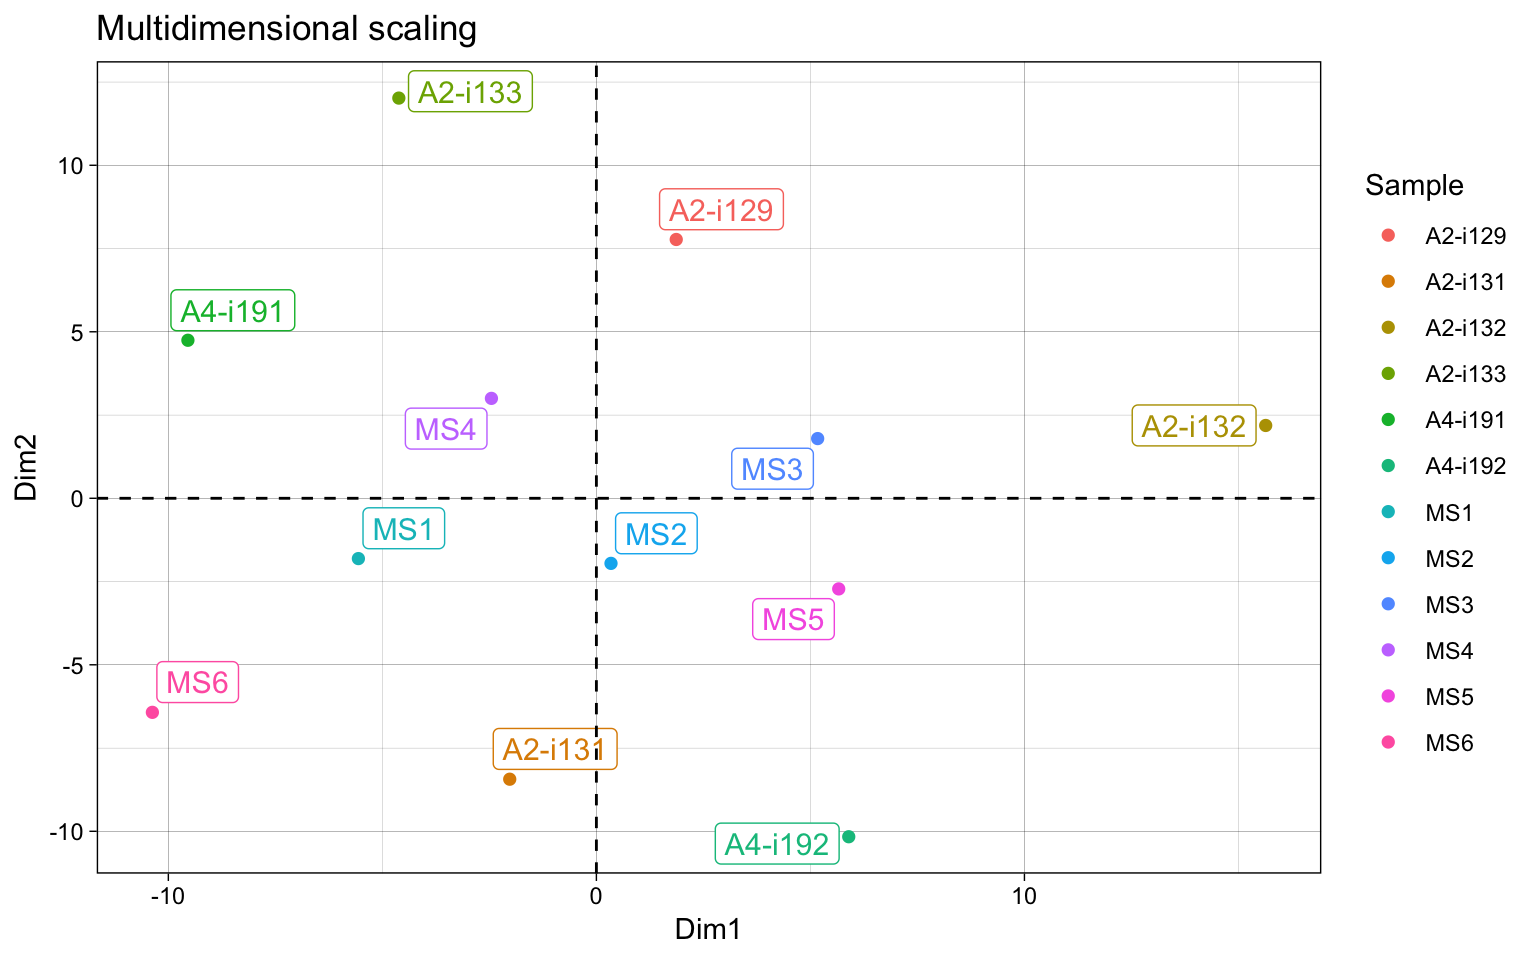 Multidimensional scaling
A2-i133
A2-i129
A4-i191
MS4
A2-i132
MS3
MS1
MS2
MS5
MS6
A2-i131
A4-i192
10
5
0
-5
-10
Dim2
-10
0
10
Dim1
Sample
A2-i129
A2-i131
A2-i132
A2-i133
A4-i191
A4-i192
MS1
MS2
MS3
MS4
MS5
MS6